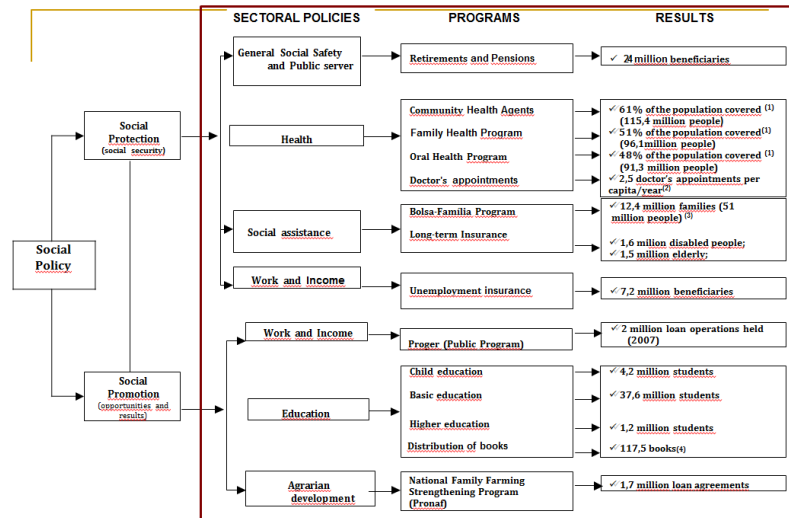 SECTORAL POLICIES
PROGRAMS
RESULTS
General Social Safety
and Public server
Retirements and Pensions
✓ 24 million beneficiaries
Social
Protection
(social security)
Health
Community Health Agents
Family Health Program
Oral Health Program
Doctor's appointments
✓ 61% of the population covered (1)
(115,4 million people)
✓ 51% of the population covered(1)
(96,1million people)
✓ 48% of the population covered (1)
(91,3 million people)
✓ 2,5 doctor's appointments per
capita/year(2)
Social assistance
Bolsa-Família Program
Long-term Insurance
✓ 12,4 million families (51
million people) (3)
✓ 1,6 milion disabled people;
✓ 1,5 million elderly;
Social
Policy
Work and Income
Unemployment insurance
✓ 7,2 million beneficiaries
Work and Income
Proger (Public Program)
✓ 2 million loan operations held
(2007)
Social
Promotion
(opportunities and
results)
Education
Child education
Basic education
Higher education
Distribution of books
✓ 4,2 million students
✓ 37,6 million students
✓ 1,2 million students
✓ 117,5 books(4)
Agrarian
development
National Family Farming
Strengthening Program
(Pronaf)
✓ 1,7 million loan agreements